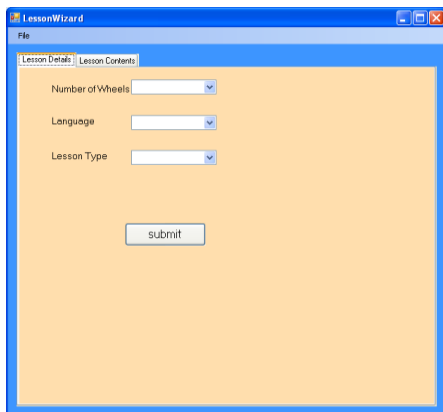 LessonWizard
File
Lesson Details Lesson Contents
Number of Wheels
Language
Lesson Type
submit